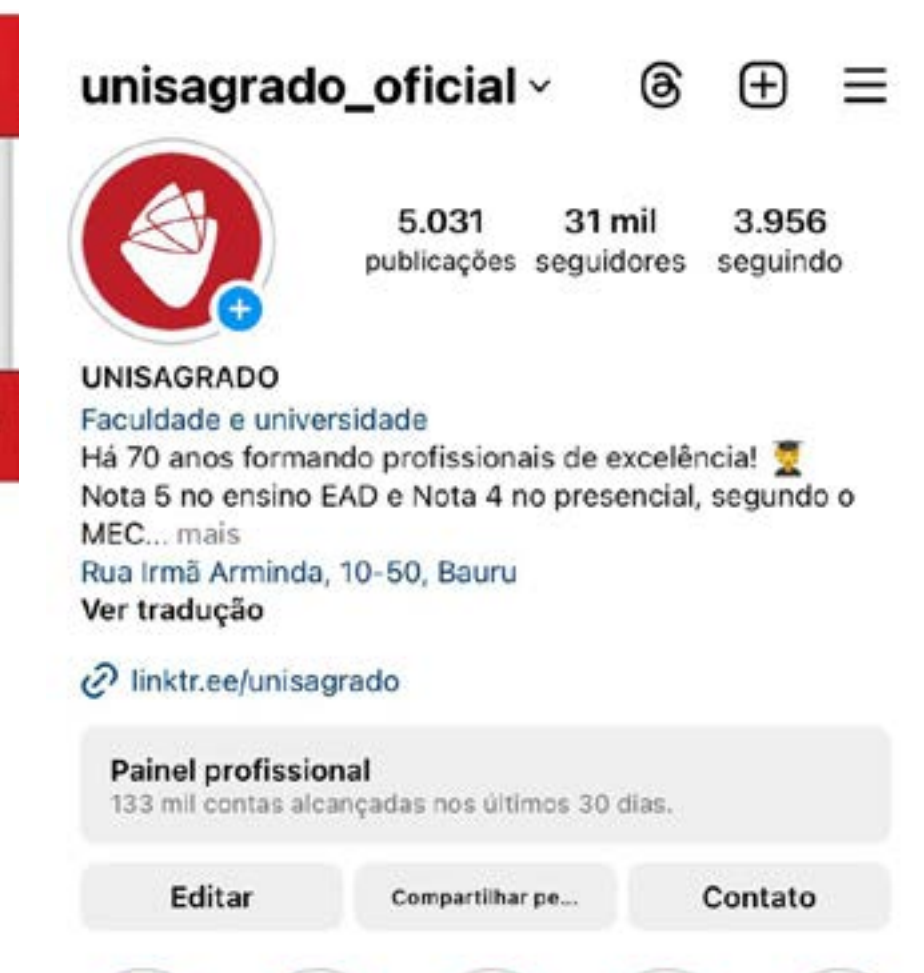 unisagrado_oficial
5.031 31 mil 3.956
publicações seguidores seguindo
UNISAGRADO
Faculdade e universidade
Há 70 anos formando profissionais de excelência! 👨‍🎓
Nota 5 no ensino EAD e Nota 4 no presencial, segundo o
MEC... mais
Rua Irmã Arminda, 10-50, Bauru
Ver tradução
linktr.ee/unisagrado
Painel profissional
133 mil contas alcançadas nos últimos 30 dias.
Editar Compartilhar pe... Contato